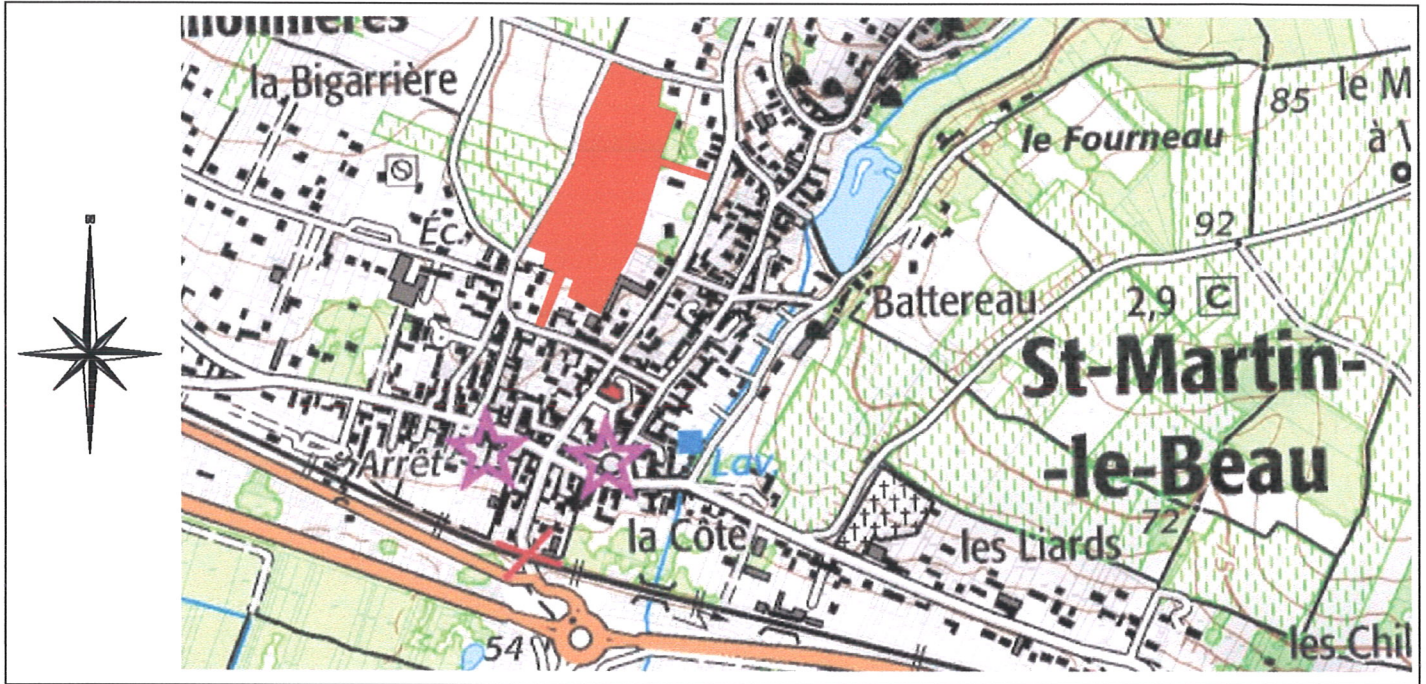 la Bigarrière
85
le M
le Fourneau
à V
92
Éc.
Battereau
2,9 C
St-Martin-
-le-Beau
Arrêt
Lav.
72
75
la Côte
les Liards
54
les Chil